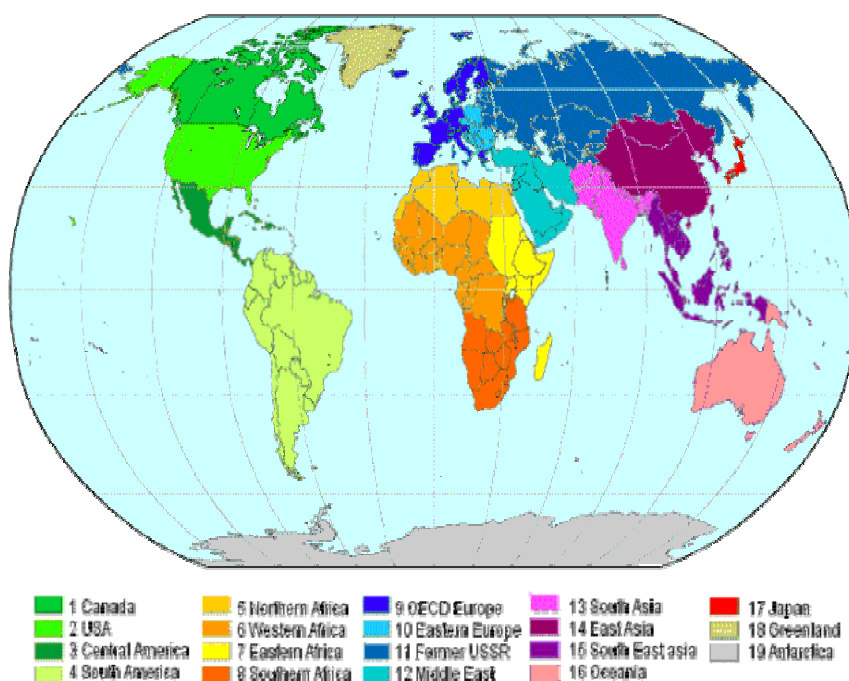 1 Canada
2 USA
3 Central America
4 South America
5 Northern Africa
6 Western Africa
7 Eastern Africa
8 Southern Africa
9 OECD Europe
10 Eastern Europe
11 Former USSR
12 Middle East
13 South Asia
14 East Asia
15 South East asia
16 Oceania
17 Japan
18 Greenland
19 Antarctica